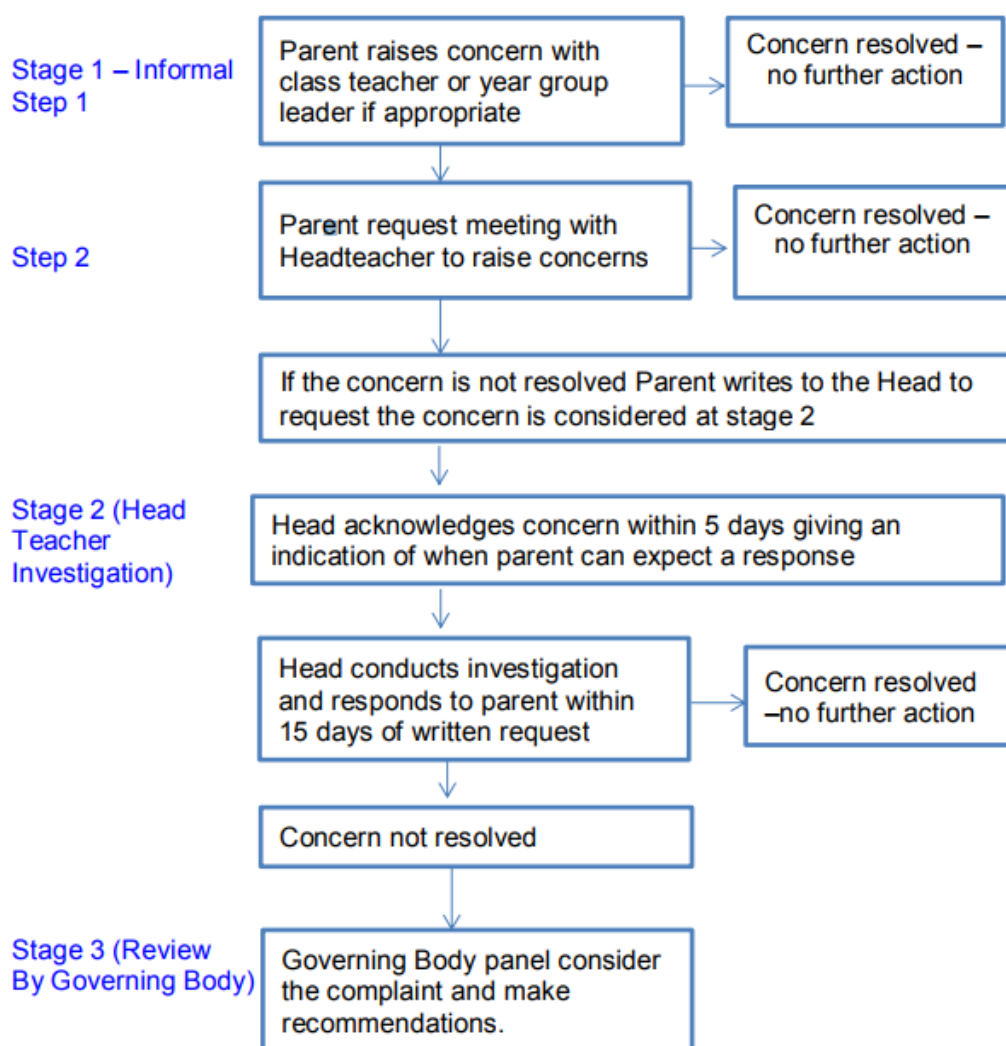 Stage 1 – Informal
Step 1
Parent raises concern with
class teacher or year group
leader if appropriate
Concern resolved –
no further action
Step 2
Parent request meeting with
Headteacher to raise concerns
Concern resolved –
no further action
If the concern is not resolved Parent writes to the Head to
request the concern is considered at stage 2
Stage 2 (Head
Teacher
Investigation)
Head acknowledges concern within 5 days giving an
indication of when parent can expect a response
Head conducts investigation
and responds to parent within
15 days of written request
Concern resolved
–no further action
Concern not resolved
Stage 3 (Review
By Governing Body)
Governing Body panel consider
the complaint and make
recommendations.